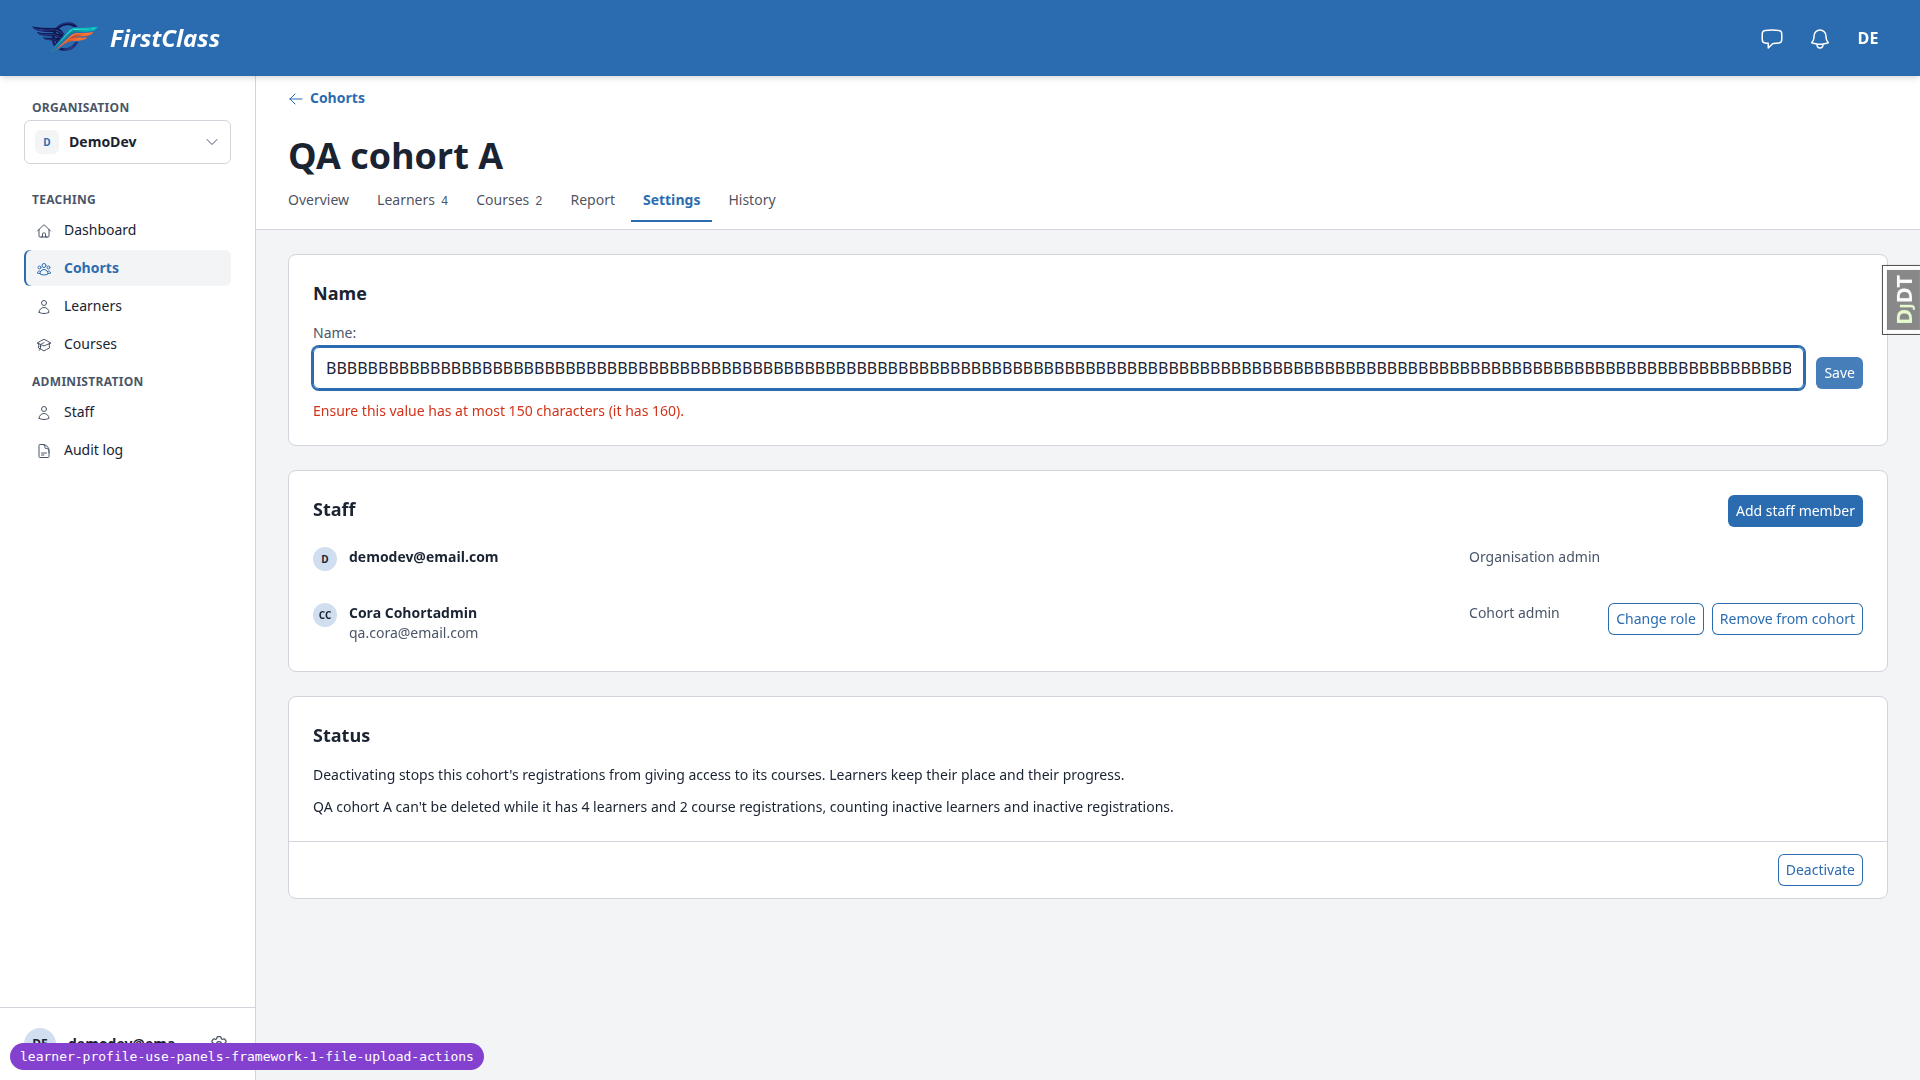 FirstClass
DE
ORGANISATION
D DemoDev
TEACHING
Dashboard
Cohorts
Learners
Courses
ADMINISTRATION
Staff
Audit log
Cohorts
QA cohort A
Overview Learners 4 Courses 2 Report Settings History
Name
Name:
Save
Ensure this value has at most 150 characters (it has 160).
Staff
Add staff member
D demodev@email.com Organisation admin
CC Cora Cohortadmin Cohort admin Change role Remove from cohort
qa.cora@email.com
Status
Deactivating stops this cohort's registrations from giving access to its courses. Learners keep their place and their progress.
QA cohort A can't be deleted while it has 4 learners and 2 course registrations, counting inactive learners and inactive registrations.
Deactivate
DjDT
learner-profile-use-panels-framework-1-file-upload-actions